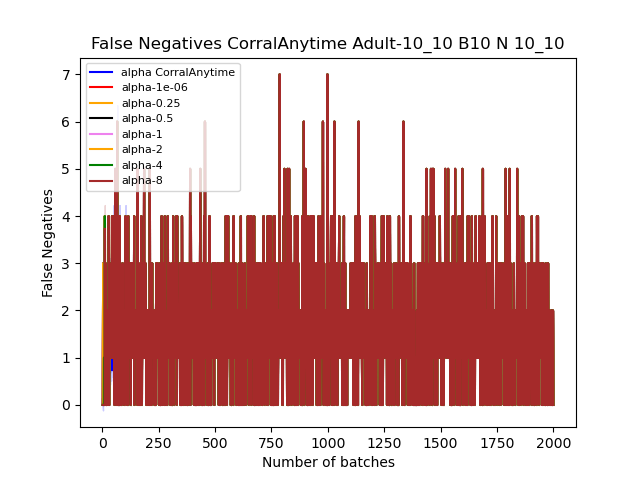 False Negatives CorralAnytime Adult-10_10 B10 N 10_10
alpha CorralAnytime
alpha-1e-06
alpha-0.25
alpha-0.5
alpha-1
alpha-2
alpha-4
alpha-8
False Negatives
7
6
5
4
3
2
1
0
0 250 500 750 1000 1250 1500 1750 2000
Number of batches